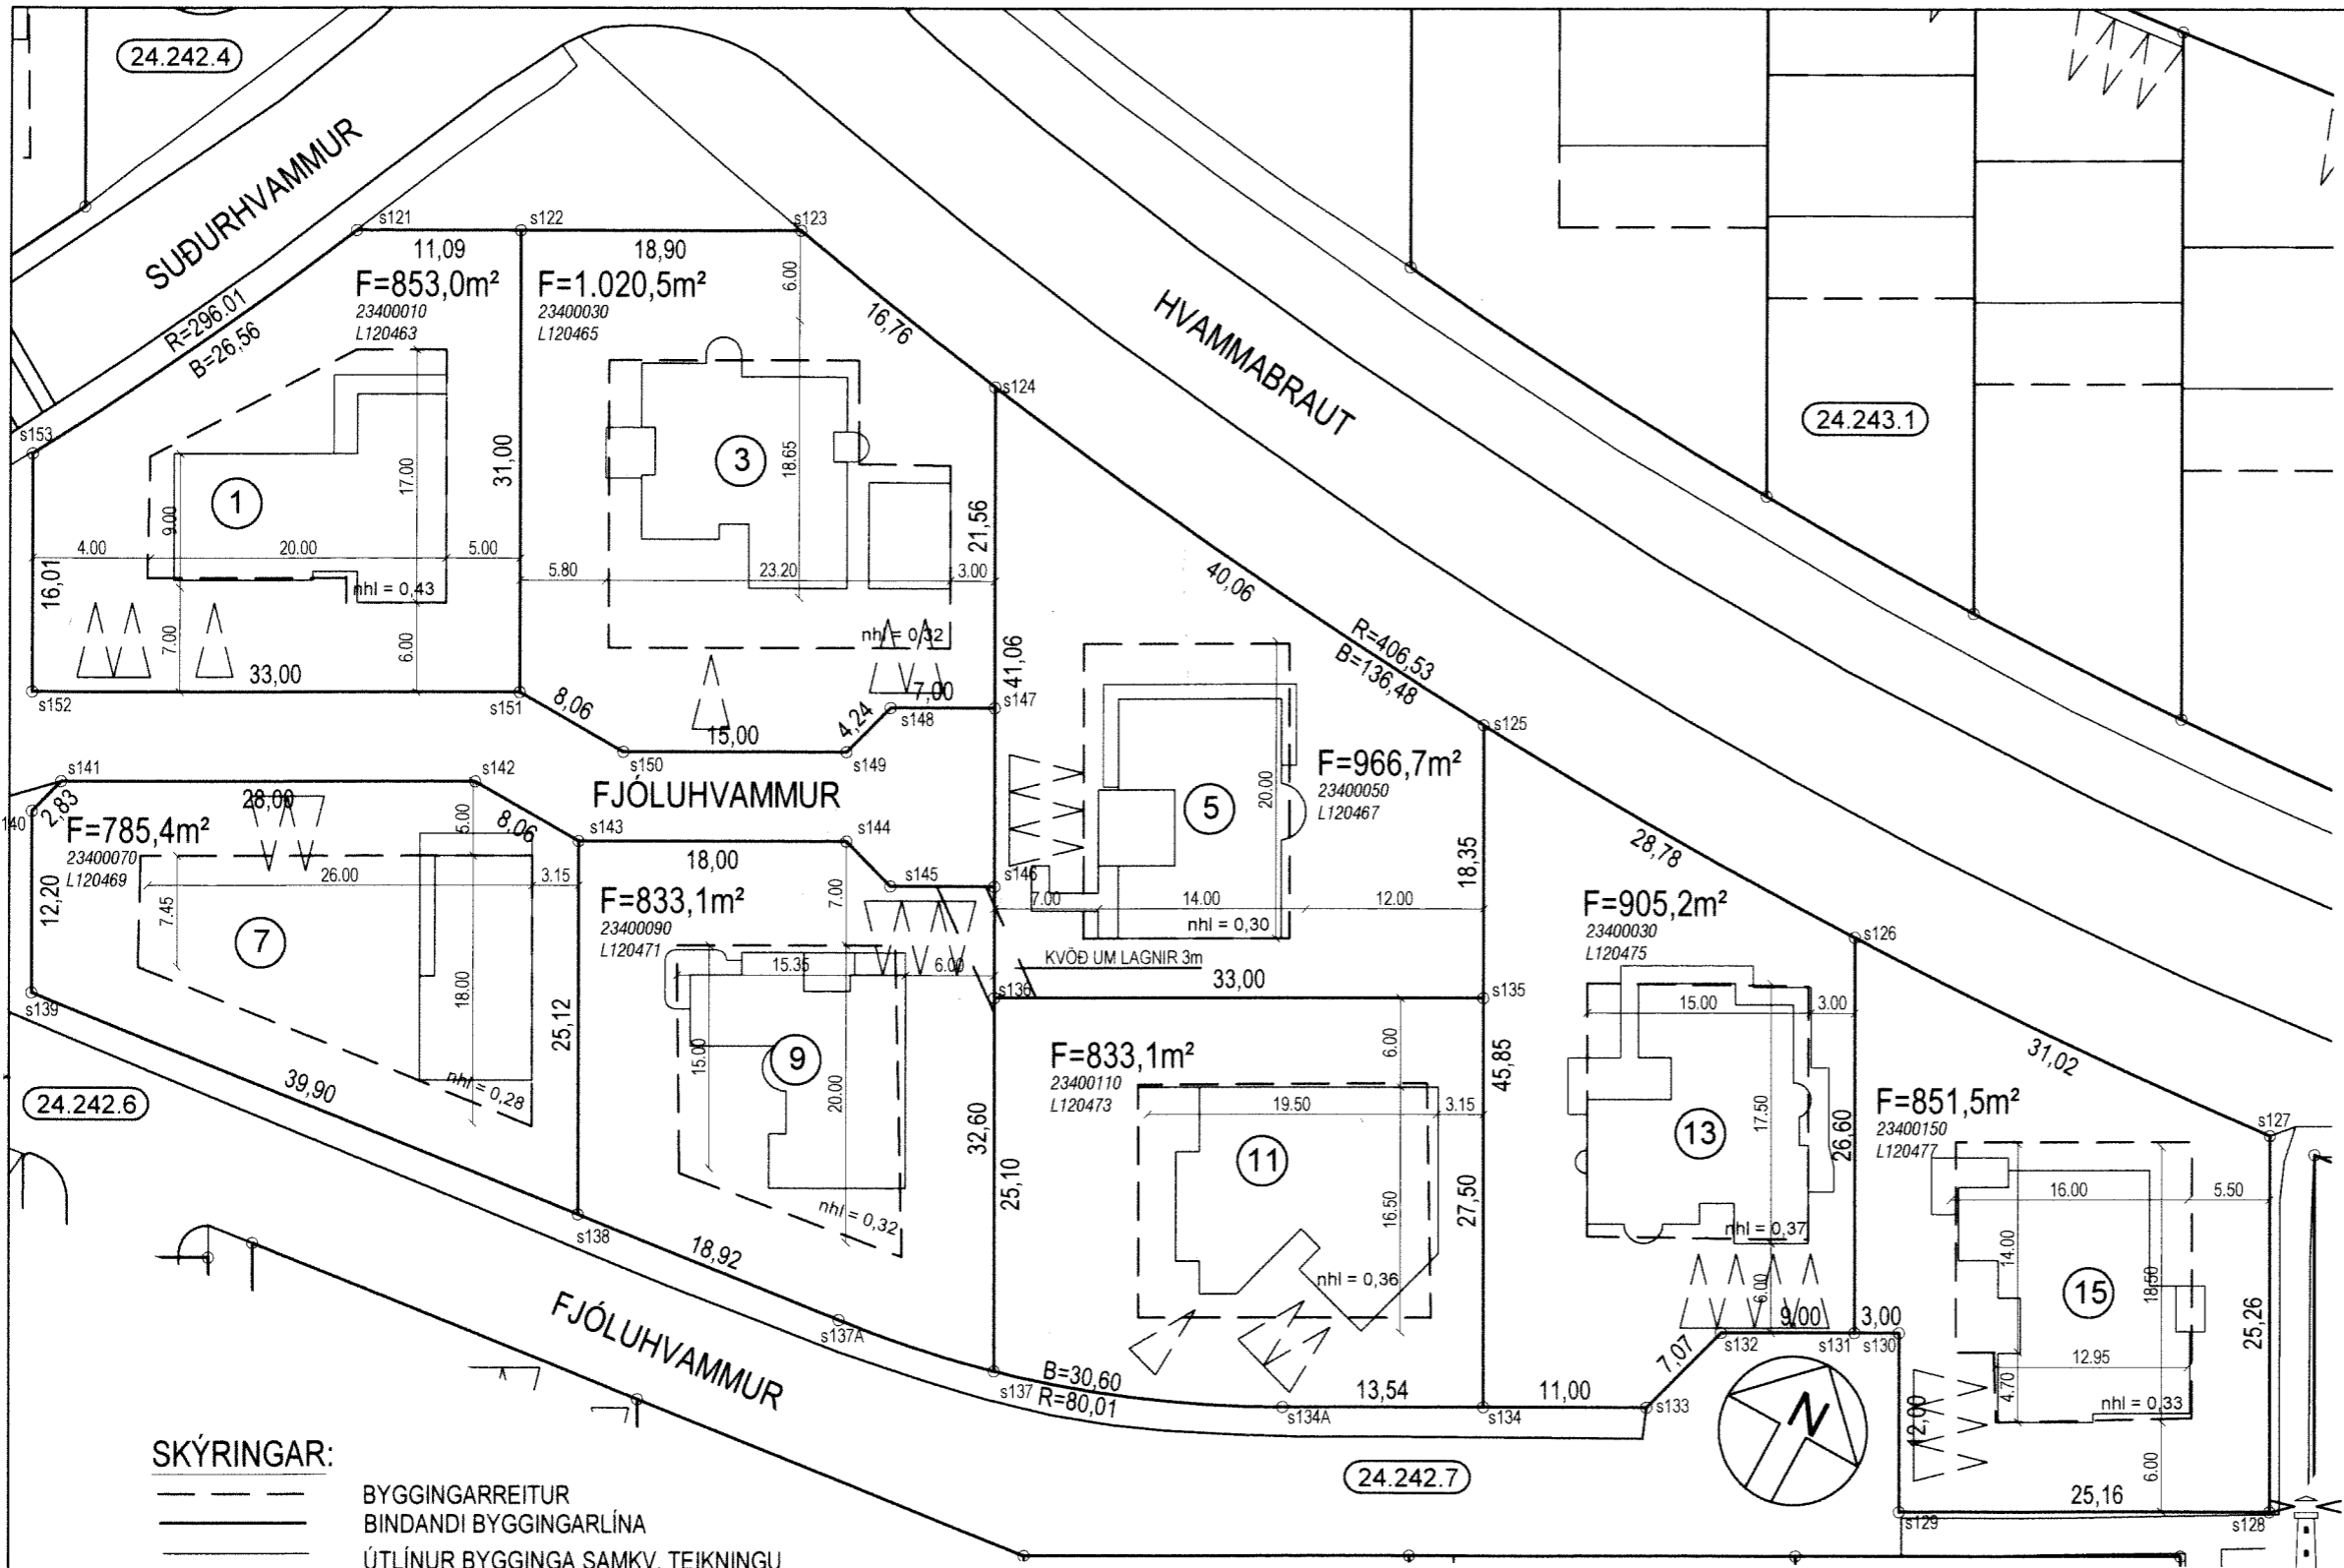 24.242.4
SUÐURHVAMMUR
R=296.01
B=26,56
s121
s122
s123
11,09
18,90
F=853,0m²
23400010
L120463
F=1.020,5m²
23400030
L120465
6.00
16,76
HVAMMABRAUT
24.243.1
s124
s153
1
17.00
9.00
4.00
20.00
5.00
31,00
3
18.65
5.80
23.20
3.00
21,56
16,01
nhl = 0,43
7.00
6.00
33,00
nhl = 0,32
41,06
40,06
R=406,53
B=136,48
s152
s151
8,06
15,00
4,24
7,00
s148
s147
s150
s149
s125
s141
s142
28,00
2,83
140
F=785,4m²
23400070
L120469
12,20
5.00
8,06
FJÓLUHVAMMUR
s143
s144
18,00
s145
s146
5
20.00
F=966,7m²
23400050
L120467
18,35
28,78
26.00
3.15
7.45
7
18.00
25,12
F=833,1m²
23400090
L120471
7.00
15.35
6.00
7.00
14.00
12.00
nhl = 0,30
KVÖÐ UM LAGNIR 3m
33,00
s136
s135
F=905,2m²
23400030
L120475
s126
15.00
3.00
31,02
s139
39,90
nhl = 0,28
24.242.6
15.00
9
20.00
nhl = 0,32
32,60
25,10
F=833,1m²
23400110
L120473
6.00
19.50
3.15
45,85
11
16.50
27,50
nhl = 0,36
13
17.50
26,60
nhl = 0,37
6.00
F=851,5m²
23400150
L120477
s127
16.00
5.50
14.00
18.50
15
25,26
12.95
4.70
nhl = 0,33
6.00
s138
18,92
s137A
FJÓLUHVAMMUR
s137
B=30,60
R=80,01
13,54
s134A
s134
11,00
s133
7,07
s132
9,00
s131
3,00
s130
12,00
N
24.242.7
25,16
s129
s128
SKÝRINGAR:
BYGGINGARREITUR
BINDANDI BYGGINGARLÍNA
ÚTLÍNUR BYGGINGA SAMKV. TEIKNINGU